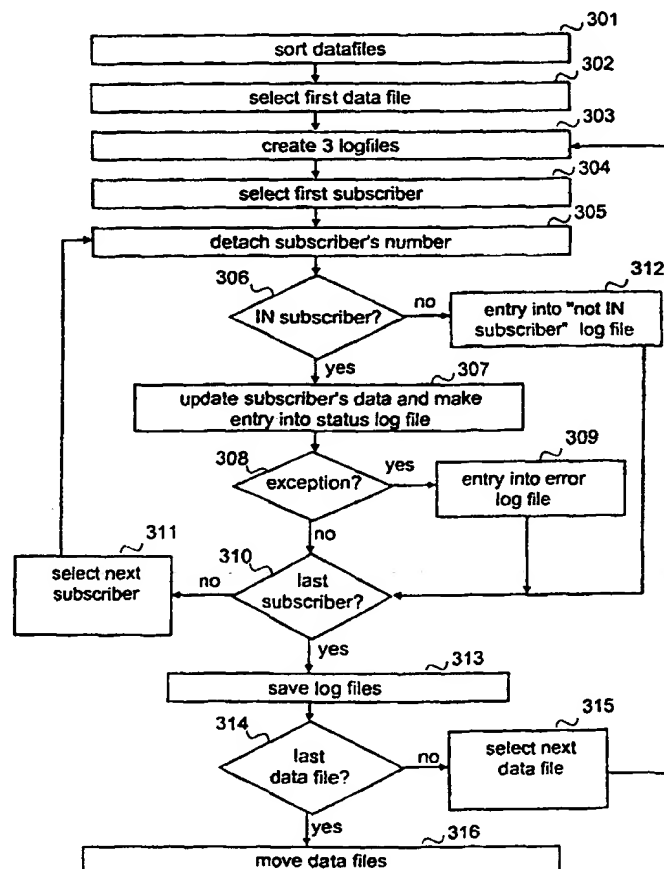 301
sort datafiles
302
select first data file
303
create 3 logfiles
304
select first subscriber
305
detach subscriber's number
306
IN subscriber?
no
312
entry into "not IN
subscriber" log file
yes
307
update subscriber's data and make
entry into status log file
308
exception?
yes
309
entry into error
log file
no
311
select next
subscriber
no
310
last
subscriber?
yes
313
save log files
314
last
data file?
no
315
select next
data file
yes
316
move data files